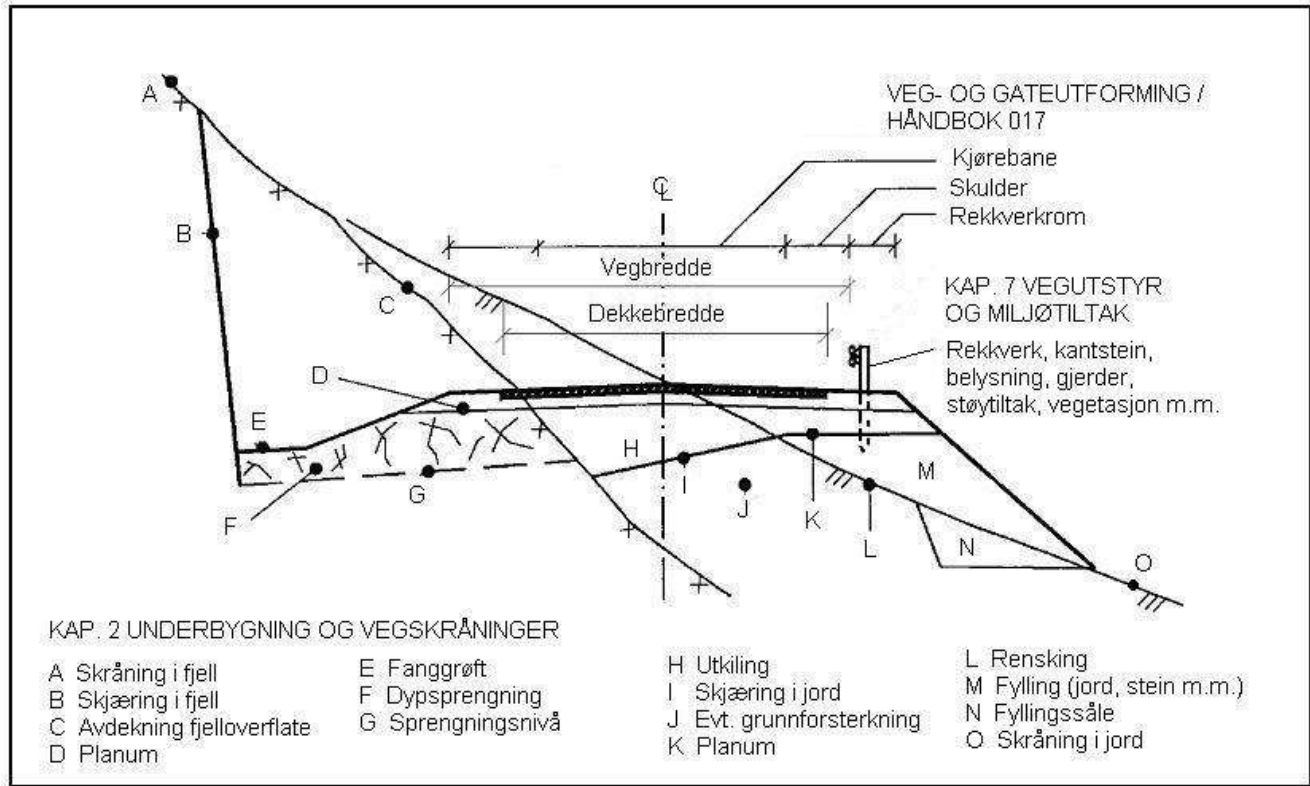 VEG- OG GATEUTFORMING /
HÅNDBOK 017
Kjørebane
Skulder
Rekkverkrom
A
B
C
℄
Vegbredde
Dekkebredde
KAP. 7 VEGUTSTYR
OG MILJØTILTAK
Rekkverk, kantstein,
belysning, gjerder,
støytiltak, vegetasjon m.m.
D
E
F
G
H
I
J
K
L
M
N
O
KAP. 2 UNDERBYGNING OG VEGSKRÅNINGER
A Skråning i fjell
B Skjæring i fjell
C Avdekning fjelloverflate
D Planum
E Fanggrøft
F Dypsprengning
G Sprengningsnivå
H Utkiling
I Skjæring i jord
J Evt. grunnforsterkning
K Planum
L Rensking
M Fylling (jord, stein m.m.)
N Fyllingssåle
O Skråning i jord